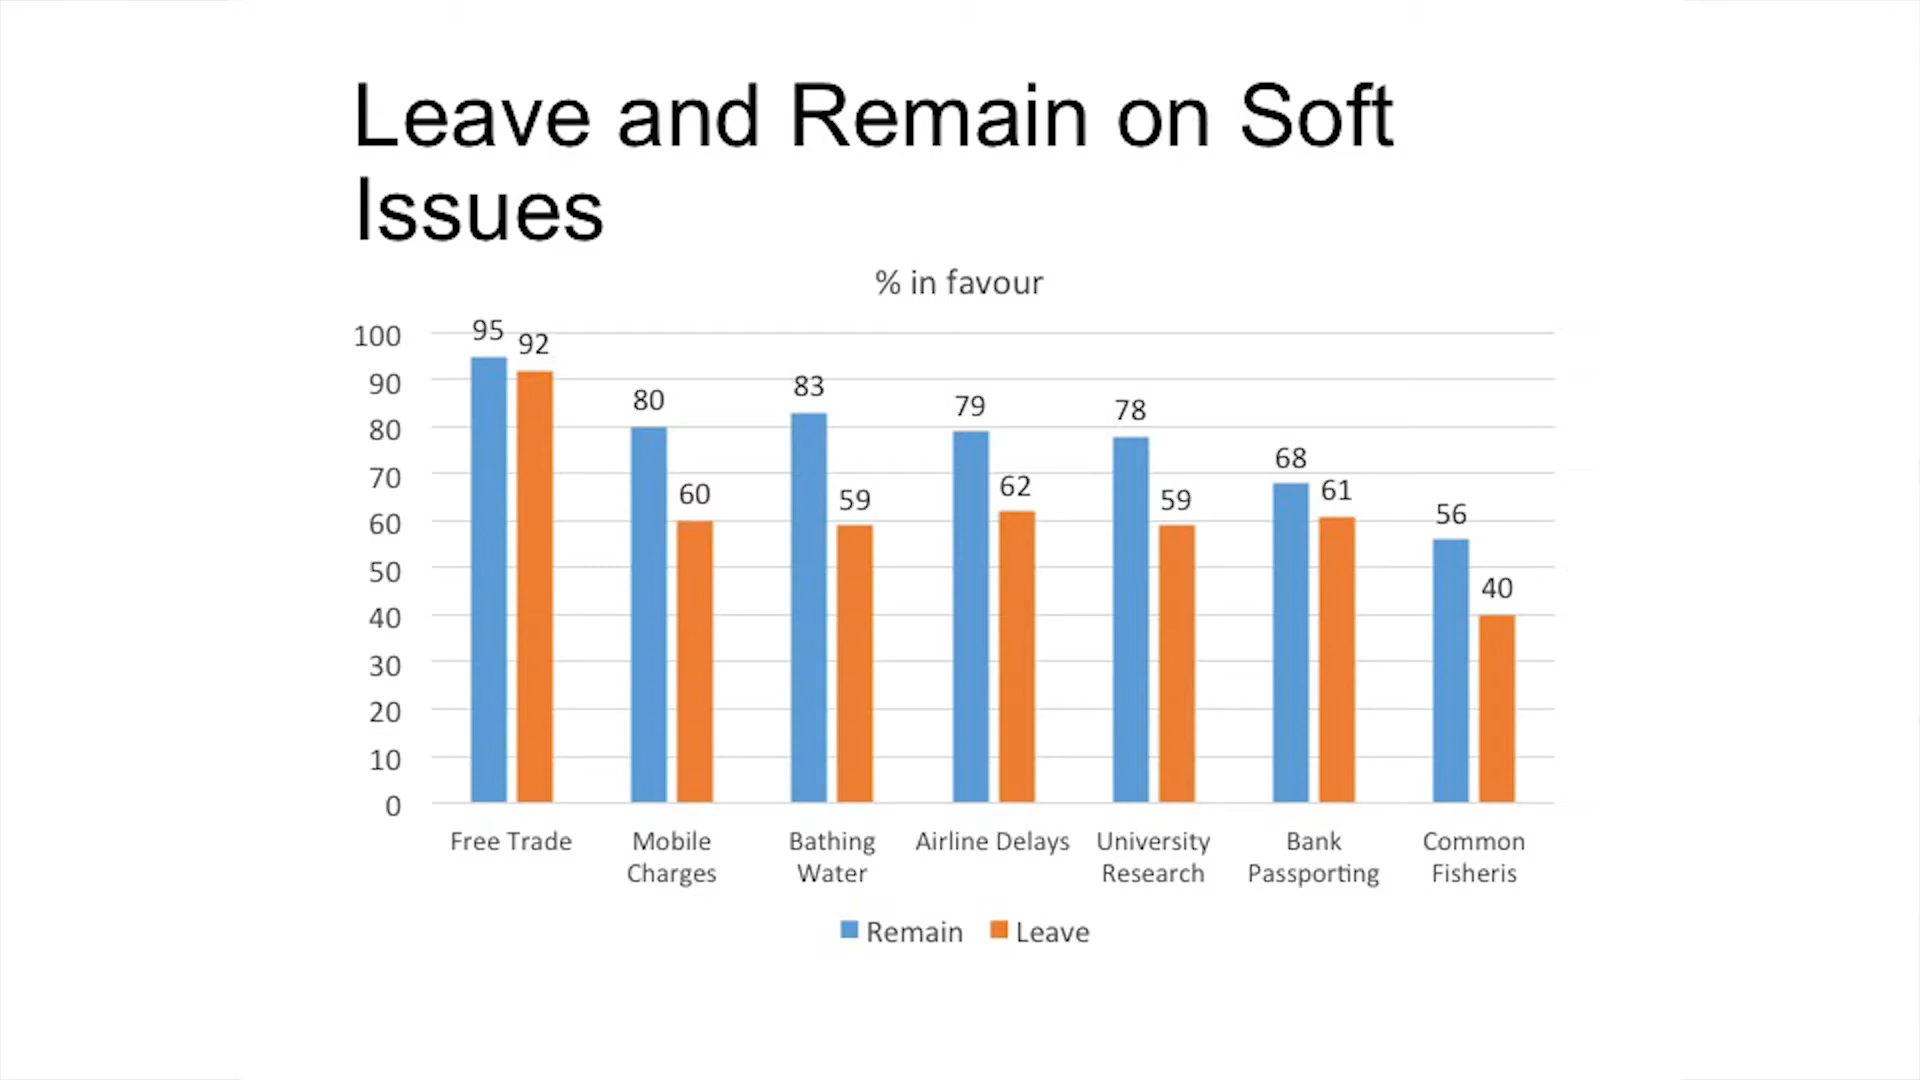 Leave and Remain on Soft
Issues
% in favour
100
90
80
70
60
50
40
30
20
10
0
95
92
80
60
83
59
79
62
78
59
68
61
56
40
Free Trade
Mobile
Charges
Bathing
Water
Airline Delays
University
Research
Bank
Passporting
Common
Fisheris
Remain
Leave